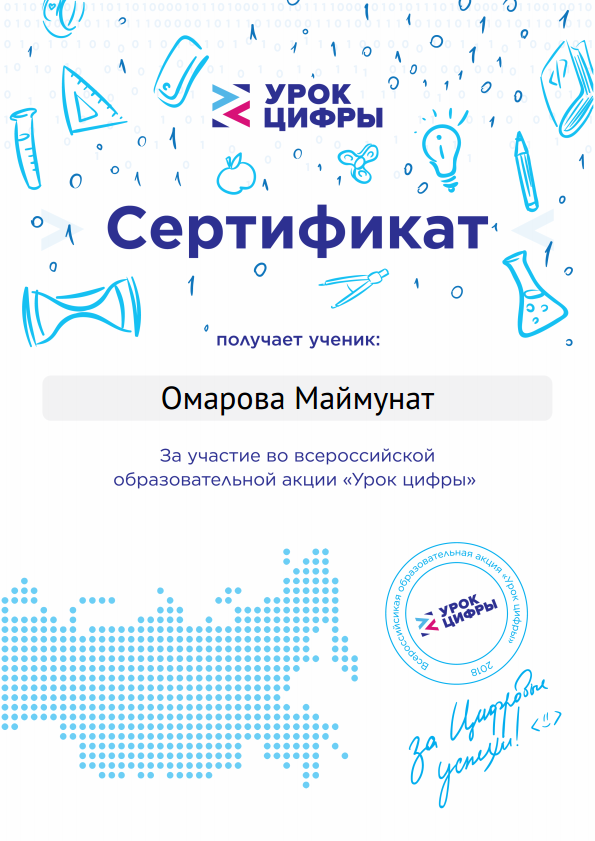 УРОК
ЦИФРЫ
Сертификат
получает ученик:
Омарова Маймунат
За участие во всероссийской
образовательной акции «Урок цифры»
Всероссийская образовательная акция «Урок цифры»
УРОК
ЦИФРЫ
2018
за Цифровые
успехи!